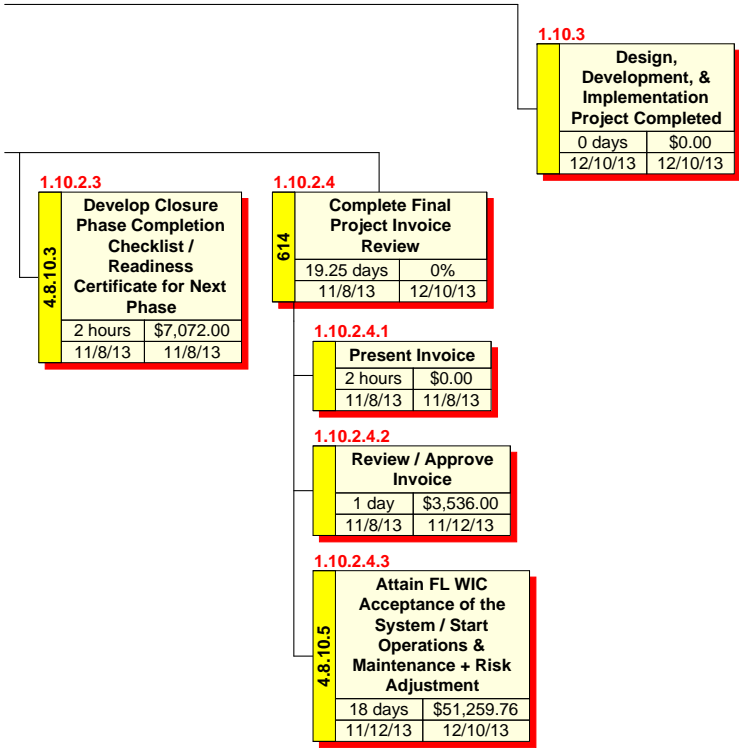 1.10.3
Design,
Development, &
Implementation
Project Completed
0 days $0.00
12/10/13 12/10/13
1.10.2.3
4.8.10.3
Develop Closure
Phase Completion
Checklist /
Readiness
Certificate for Next
Phase
2 hours $7,072.00
11/8/13 11/8/13
1.10.2.4
614
Complete Final
Project Invoice
Review
19.25 days 0%
11/8/13 12/10/13
1.10.2.4.1
Present Invoice
2 hours $0.00
11/8/13 11/8/13
1.10.2.4.2
Review / Approve
Invoice
1 day $3,536.00
11/8/13 11/12/13
1.10.2.4.3
4.8.10.5
Attain FL WIC
Acceptance of the
System / Start
Operations &
Maintenance + Risk
Adjustment
18 days $51,259.76
11/12/13 12/10/13